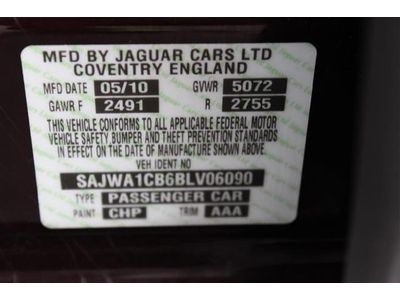 MFD BY JAGUAR CARS LTD
COVENTRY ENGLAND
MFD DATE 05/10 GVWR 5072
GAWR F 2491 R 2755
THIS VEHICLE CONFORMS TO ALL APPLICABLE FEDERAL MOTOR
VEHICLE SAFETY BUMPER AND THEFT PREVENTION STANDARDS
IN EFFECT ON THE DATE OF MANUFACTURE SHOWN ABOVE
VEH IDENT NO
SAJWA1CB6BLV06090
TYPE PASSENGER CAR
PAINT CHP TRIM AAA